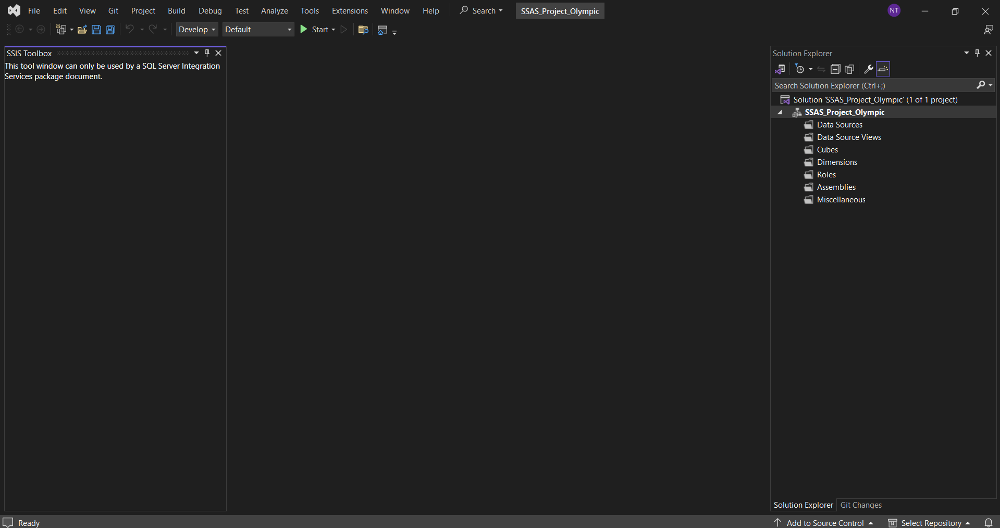 File Edit View Git Project Build Debug Test Analyze Tools Extensions Window Help Search SSAS_Project_Olympic NT
Develop Default Start
SSIS Toolbox
This tool window can only be used by a SQL Server Integration
Services package document.
Solution Explorer
Search Solution Explorer (Ctrl+;)
Solution 'SSAS_Project_Olympic' (1 of 1 project)
SSAS_Project_Olympic
Data Sources
Data Source Views
Cubes
Dimensions
Roles
Assemblies
Miscellaneous
Solution Explorer Git Changes
Ready Add to Source Control Select Repository